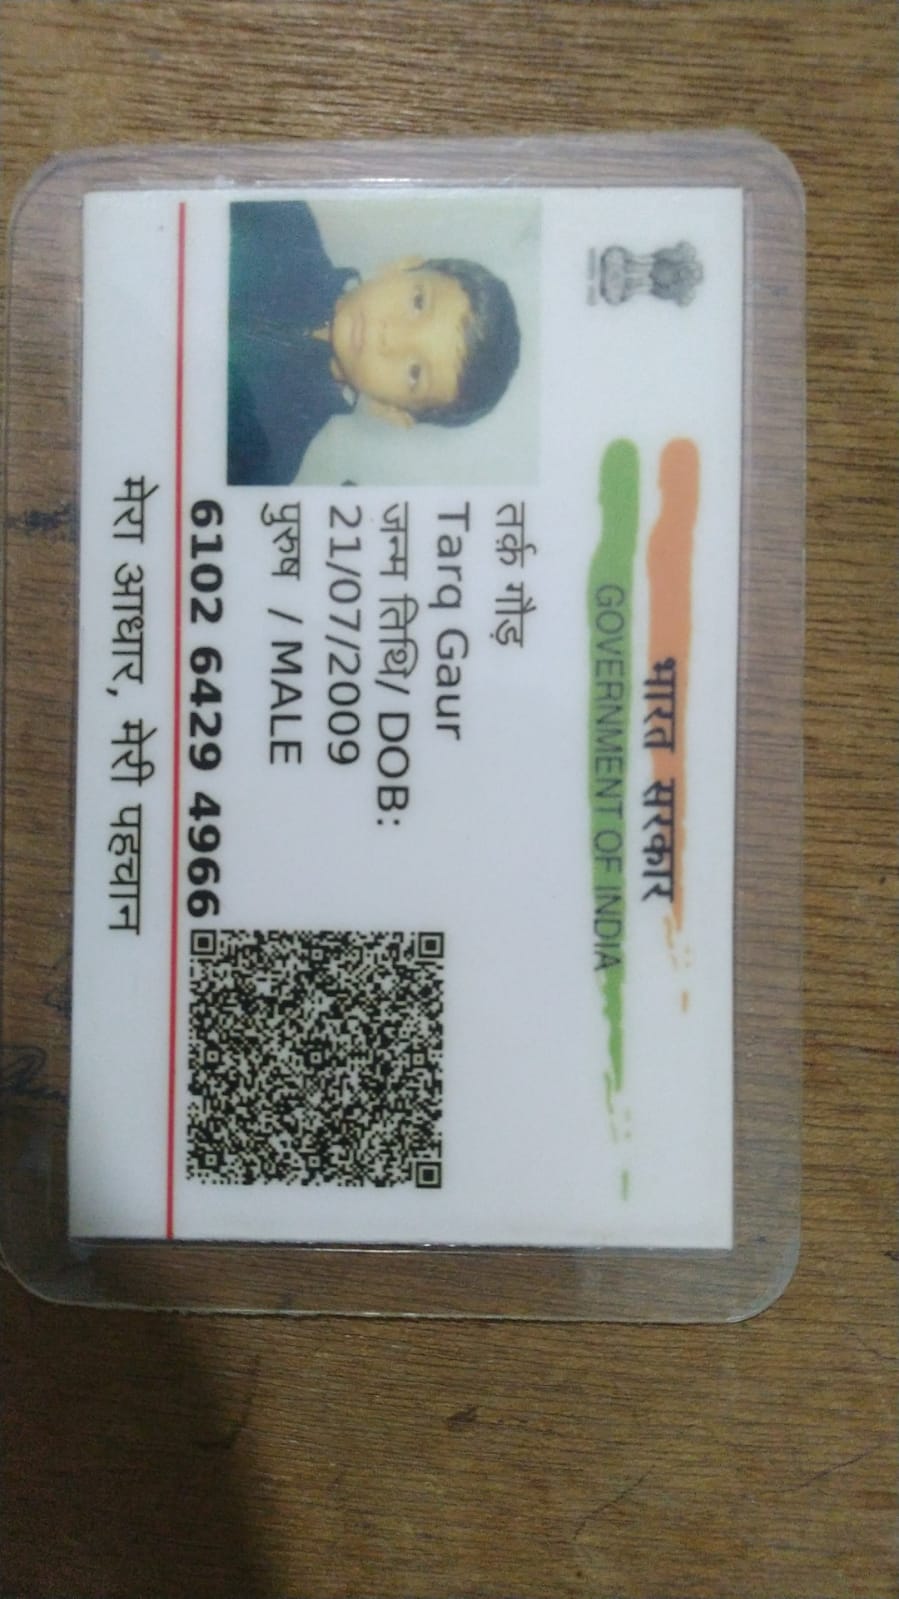 भारत सरकार
GOVERNMENT OF INDIA
तर्क़ गौड़
Tarq Gaur
जन्म तिथि/ DOB:
21/07/2009
पुरुष / MALE
6102 6429 4966
मेरा आधार, मेरी पहचान